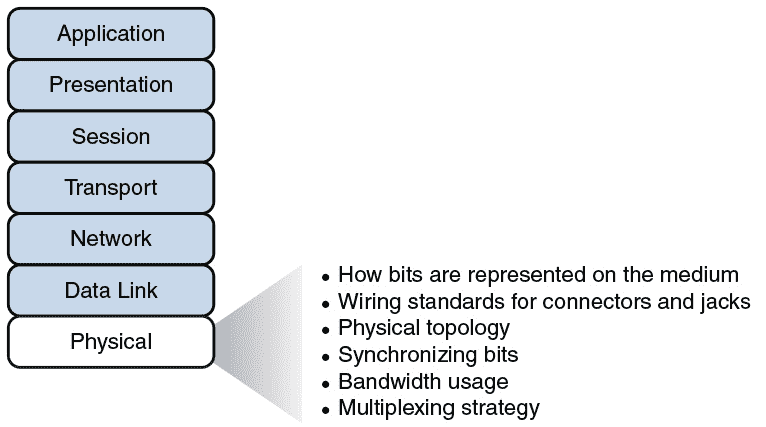 Application
Presentation
Session
Transport
Network
Data Link
Physical
• How bits are represented on the medium
• Wiring standards for connectors and jacks
• Physical topology
• Synchronizing bits
• Bandwidth usage
• Multiplexing strategy